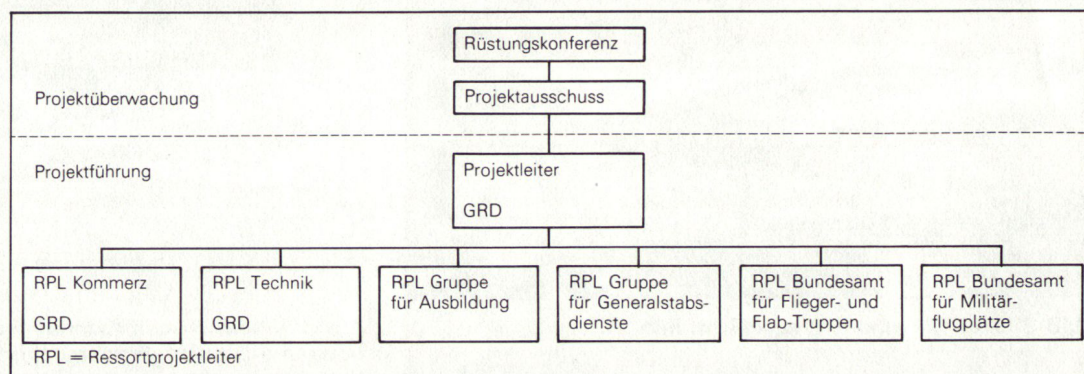 Rüstungskonferenz
Projektüberwachung
Projektausschuss
Projektführung
Projektleiter
GRD
RPL Kommerz
GRD
RPL Technik
GRD
RPL Gruppe
für Ausbildung
RPL Gruppe
für Generalstabs-
dienste
RPL Bundesamt
für Flieger- und
Flab-Truppen
RPL Bundesamt
für Militär-
flugplätze
RPL = Ressortprojektleiter